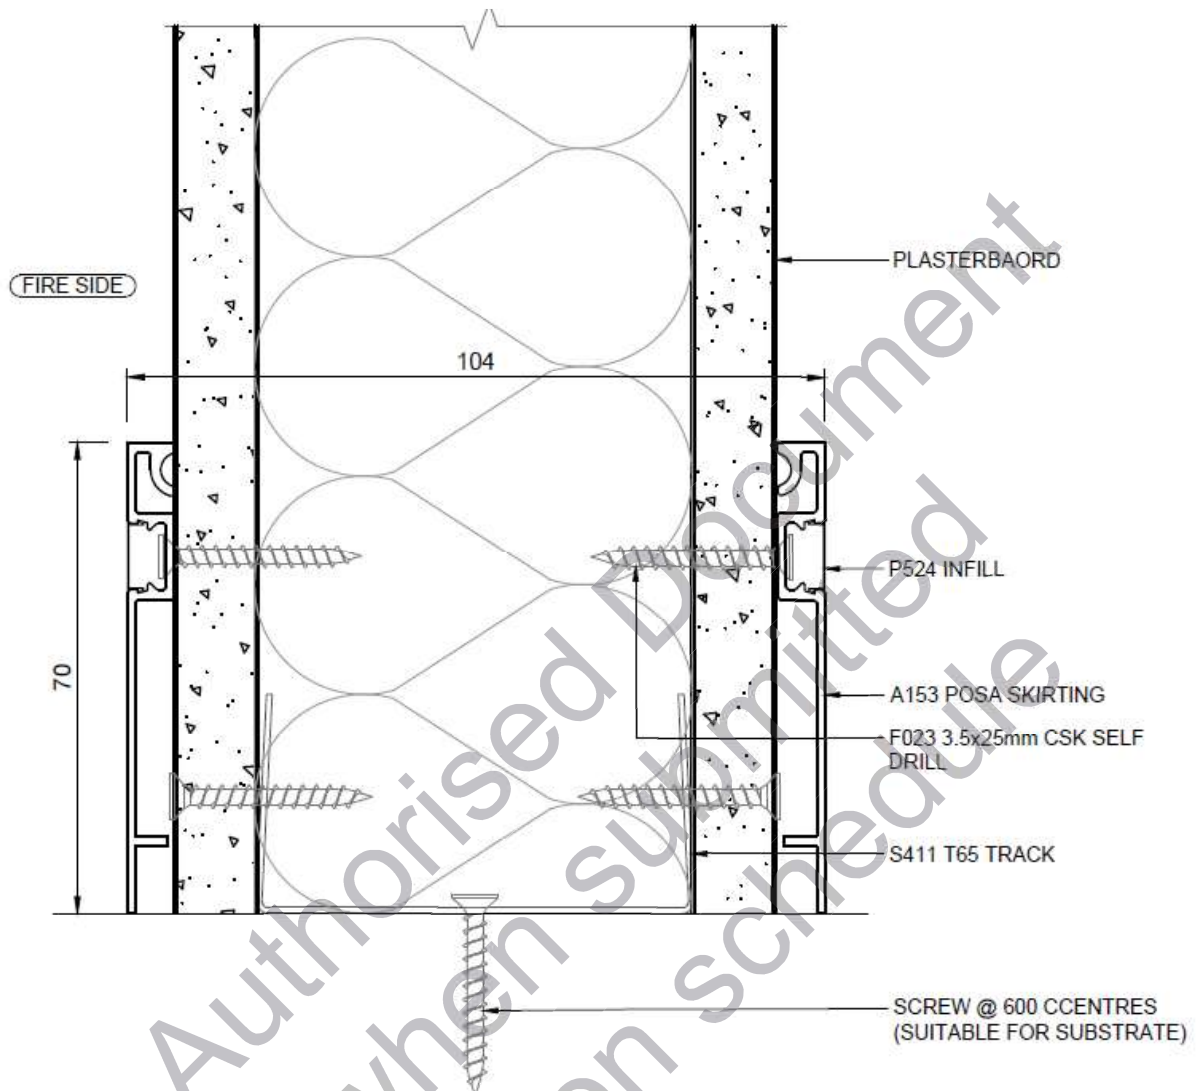 FIRE SIDE
PLASTERBAORD
104
P524 INFILL
70
A153 POSA SKIRTING
F023 3.5x25mm CSK SELF
DRILL
S411 T65 TRACK
SCREW @ 600 CCENTRES
(SUITABLE FOR SUBSTRATE)
Authorised Document
when submitted
on schedule